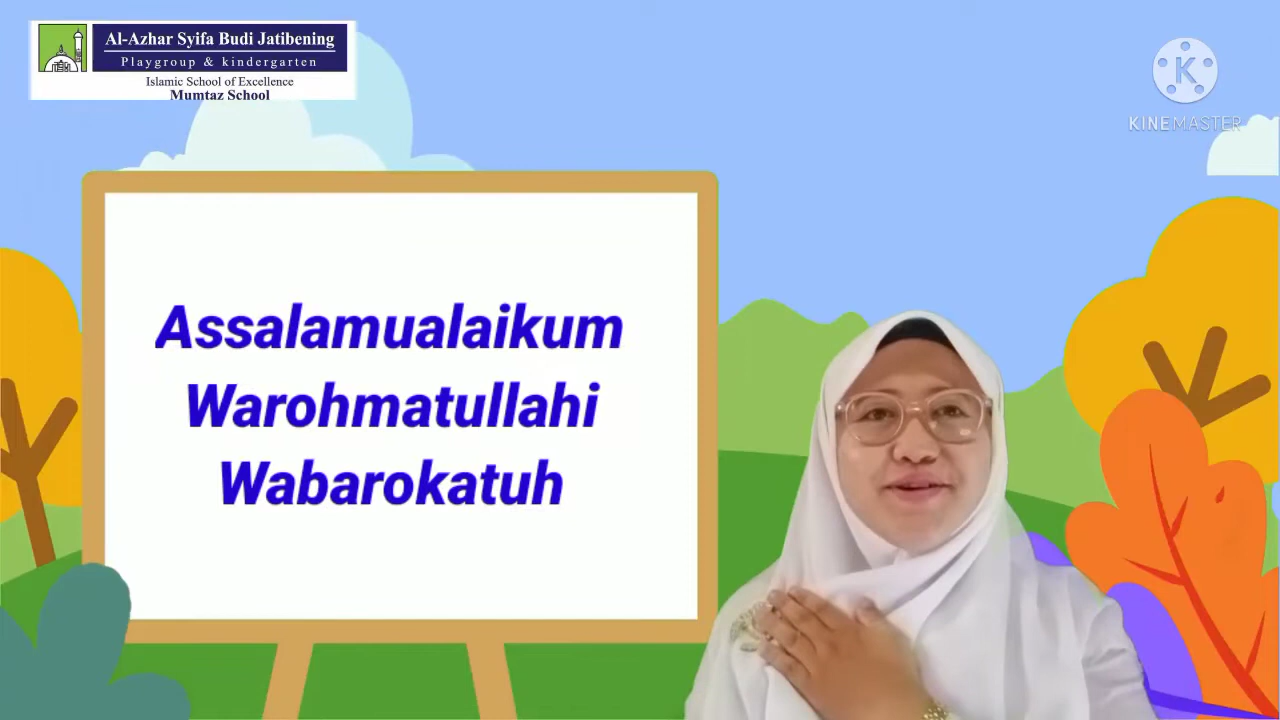 Al-Azhar Syifa Budi Jatibening
Playgroup & kindergarten
Islamic School of Excellence
Mumtaz School
K
KINEMASTER
Assalamualaikum
Warohmatullahi
Wabarokatuh